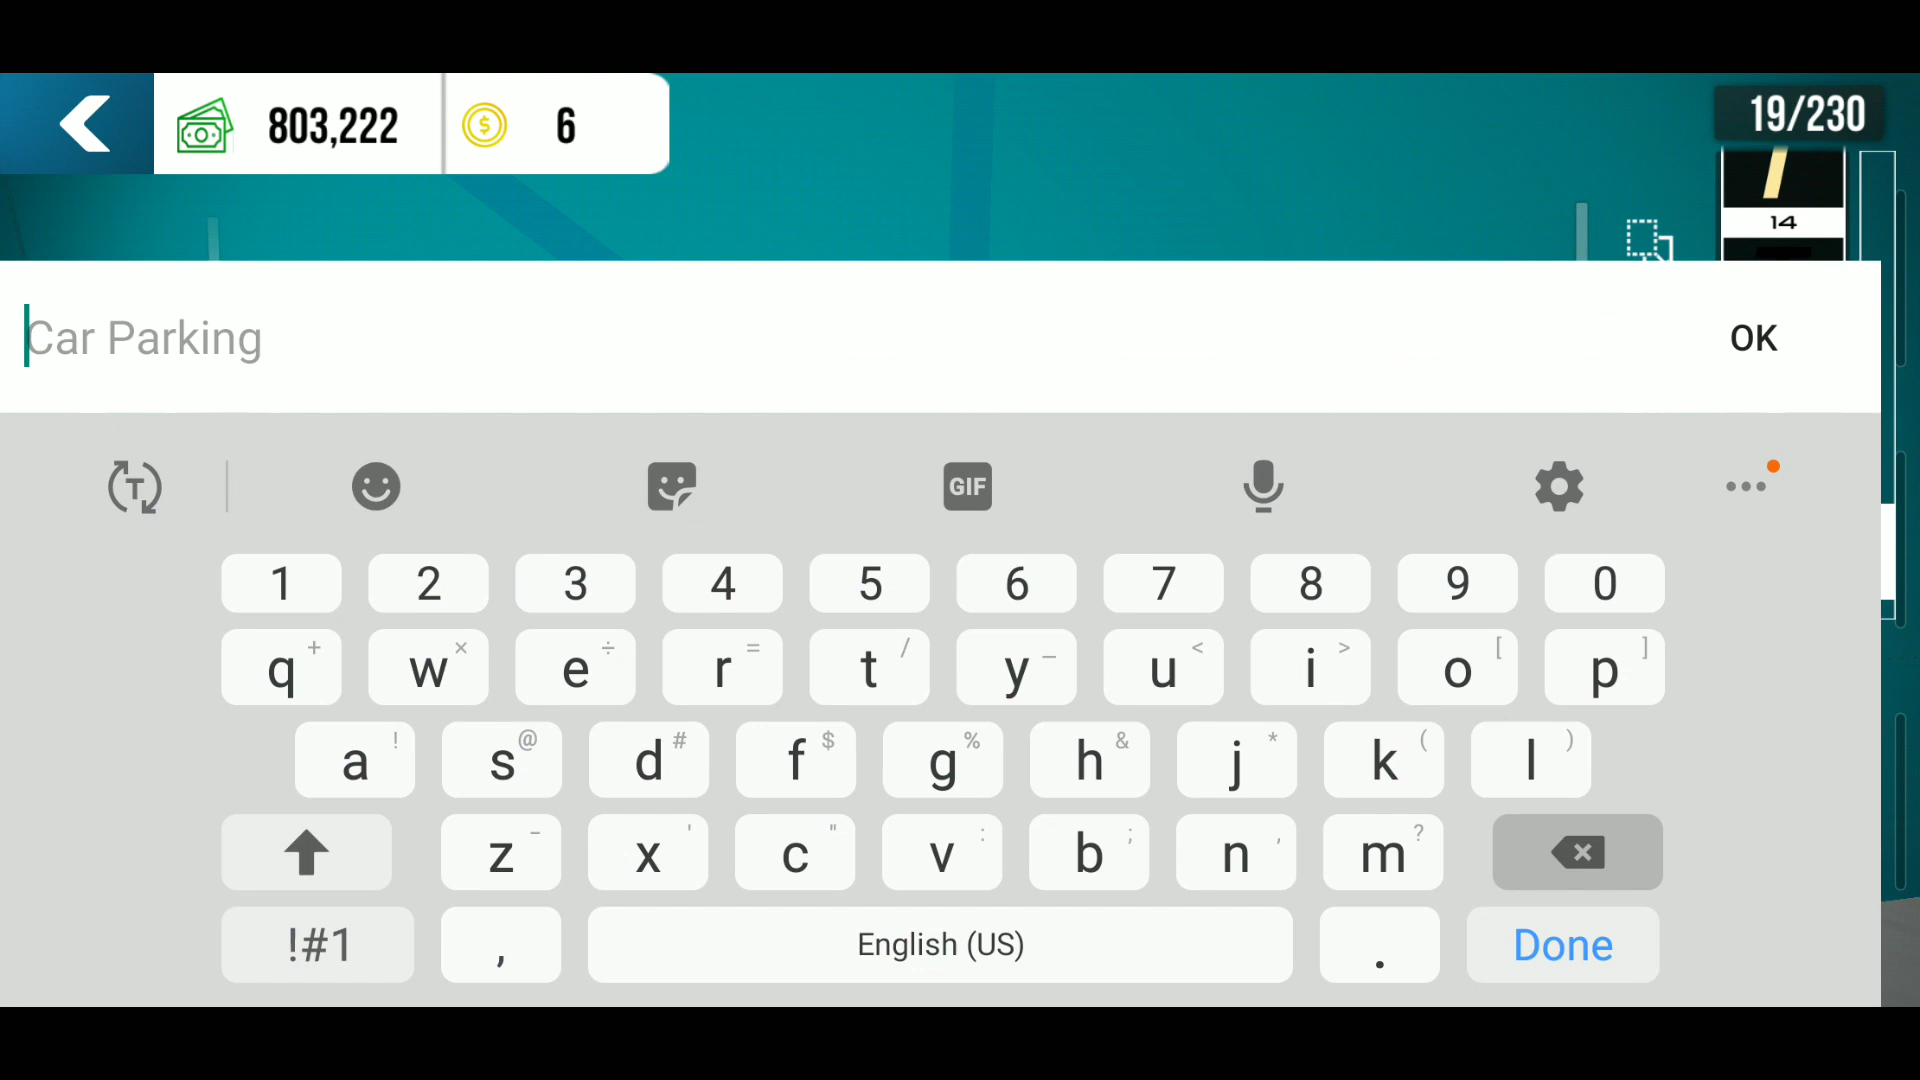 803,222 6 19/230
14
Car Parking OK
GIF
1 2 3 4 5 6 7 8 9 0
q + w × e ÷ r = t / y _ u < i > o [ p ]
a ! s @ d # f $ g % h & j * k ( l )
z - x ' c " v : b ; n , m ?
!#1 , English (US) . Done